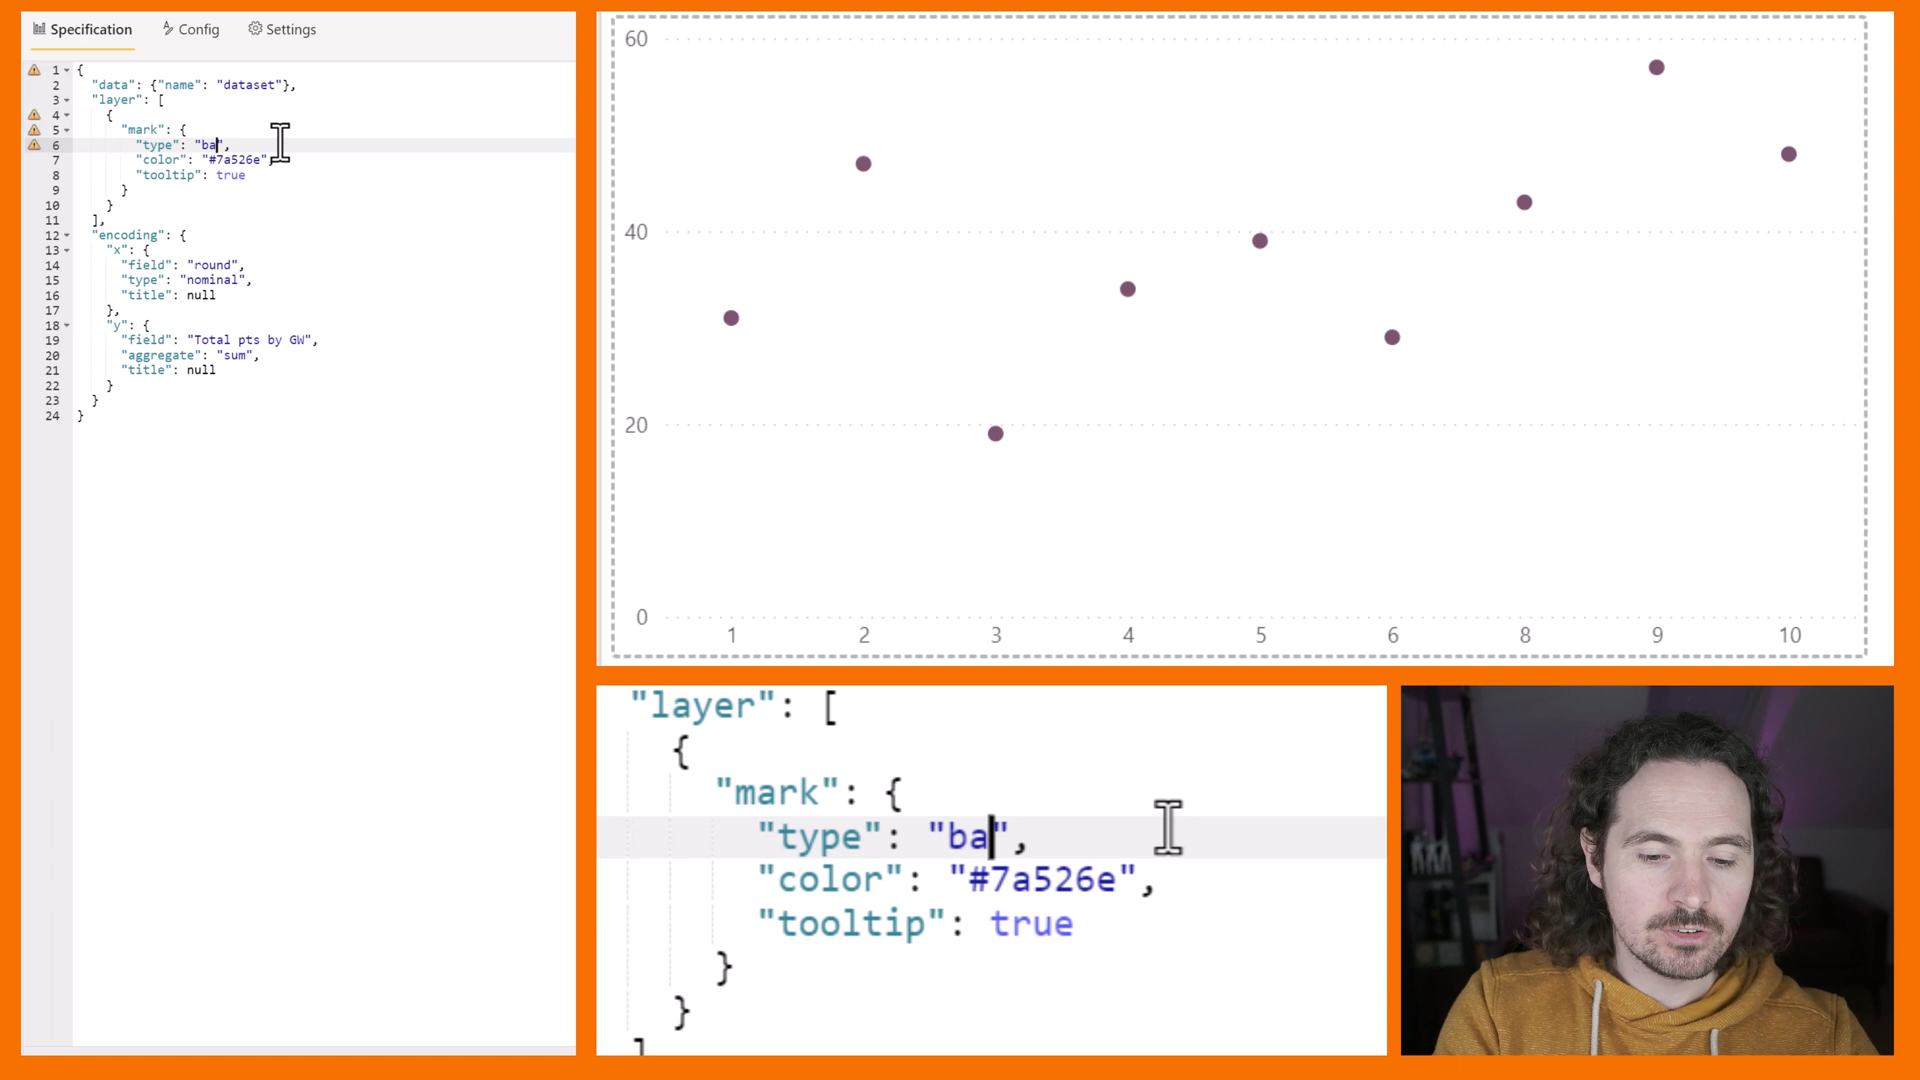 Specification Config Settings
1 {
2 "data": {"name": "dataset"},
3 "layer": [
4 {
5 "mark": {
6 "type": "ba",
7 "color": "#7a526e",
8 "tooltip": true
9 }
10 }
11 ],
12 "encoding": {
13 "x": {
14 "field": "round",
15 "type": "nominal",
16 "title": null
17 },
18 "y": {
19 "field": "Total pts by GW",
20 "aggregate": "sum",
21 "title": null
22 }
23 }
24 }
60
40
20
0
1 2 3 4 5 6 8 9 10
"layer": [
{
"mark": {
"type": "ba",
"color": "#7a526e",
"tooltip": true
}
}
]